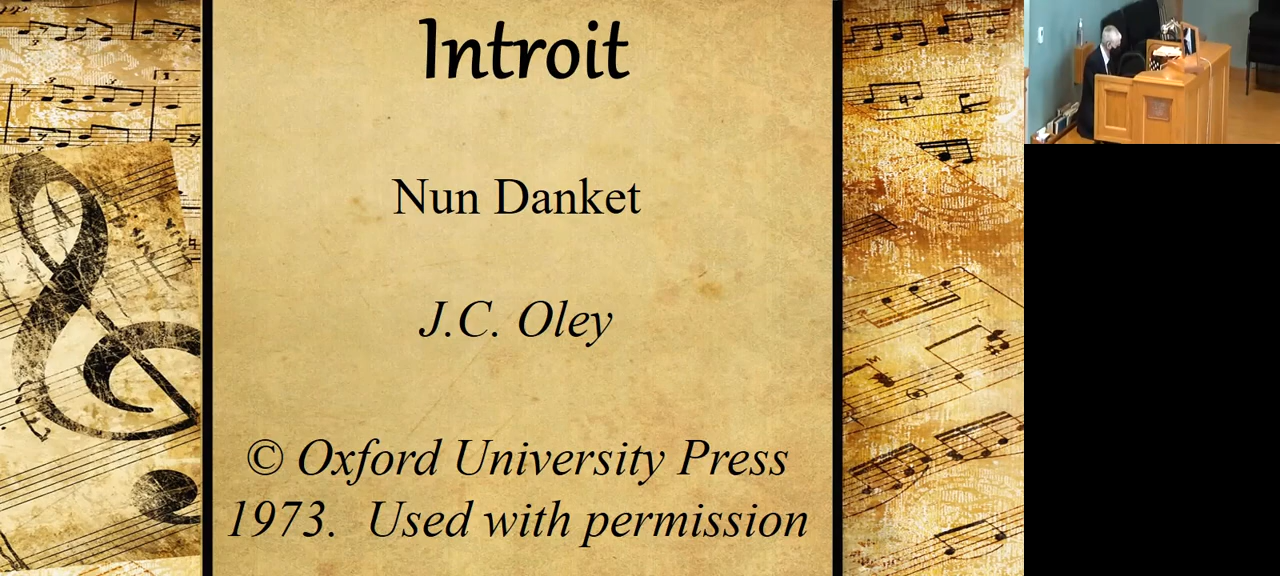 Introit
Nun Danket
J.C. Oley
© Oxford University Press
1973. Used with permission